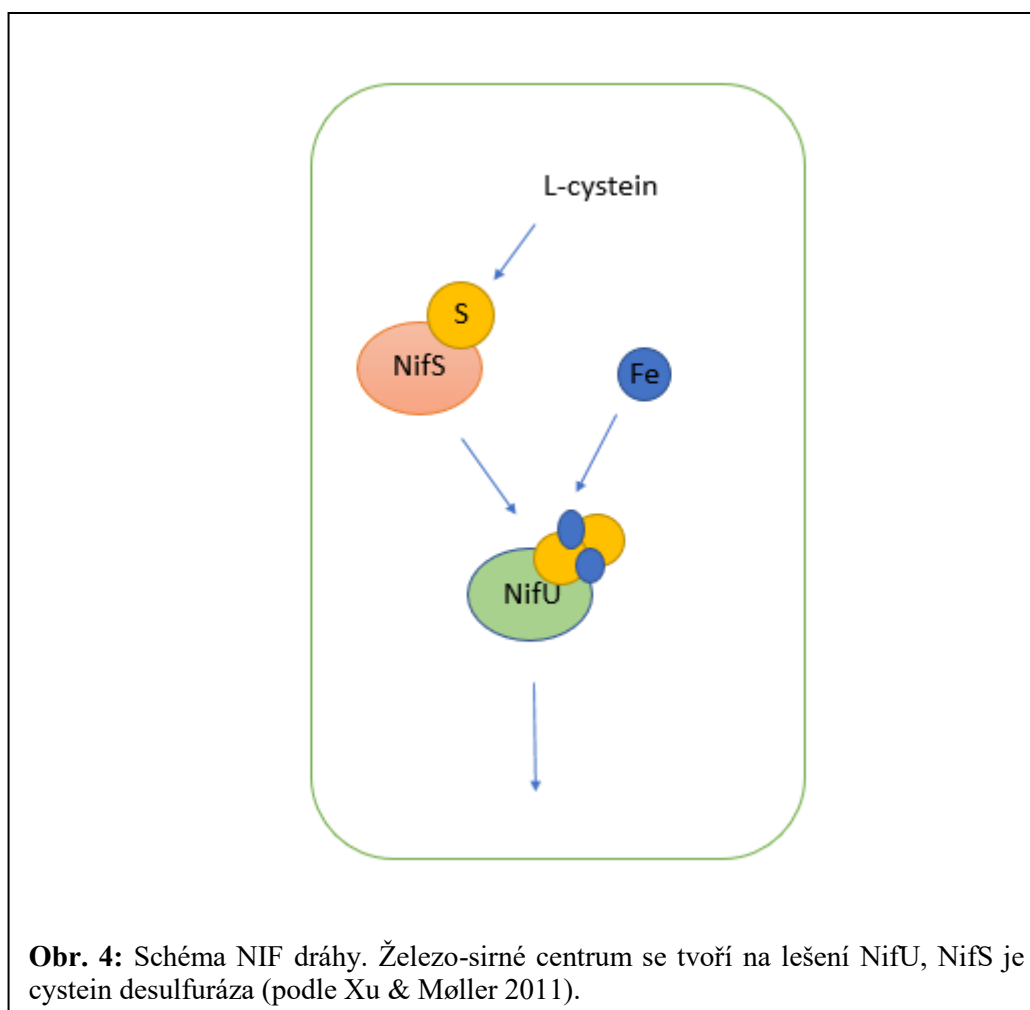 L-cystein
S
NifS
Fe
NifU
Obr. 4: Schéma NIF dráhy. Železo-sirné centrum se tvoří na lešení NifU, NifS je
cystein desulfuráza (podle Xu & Møller 2011).